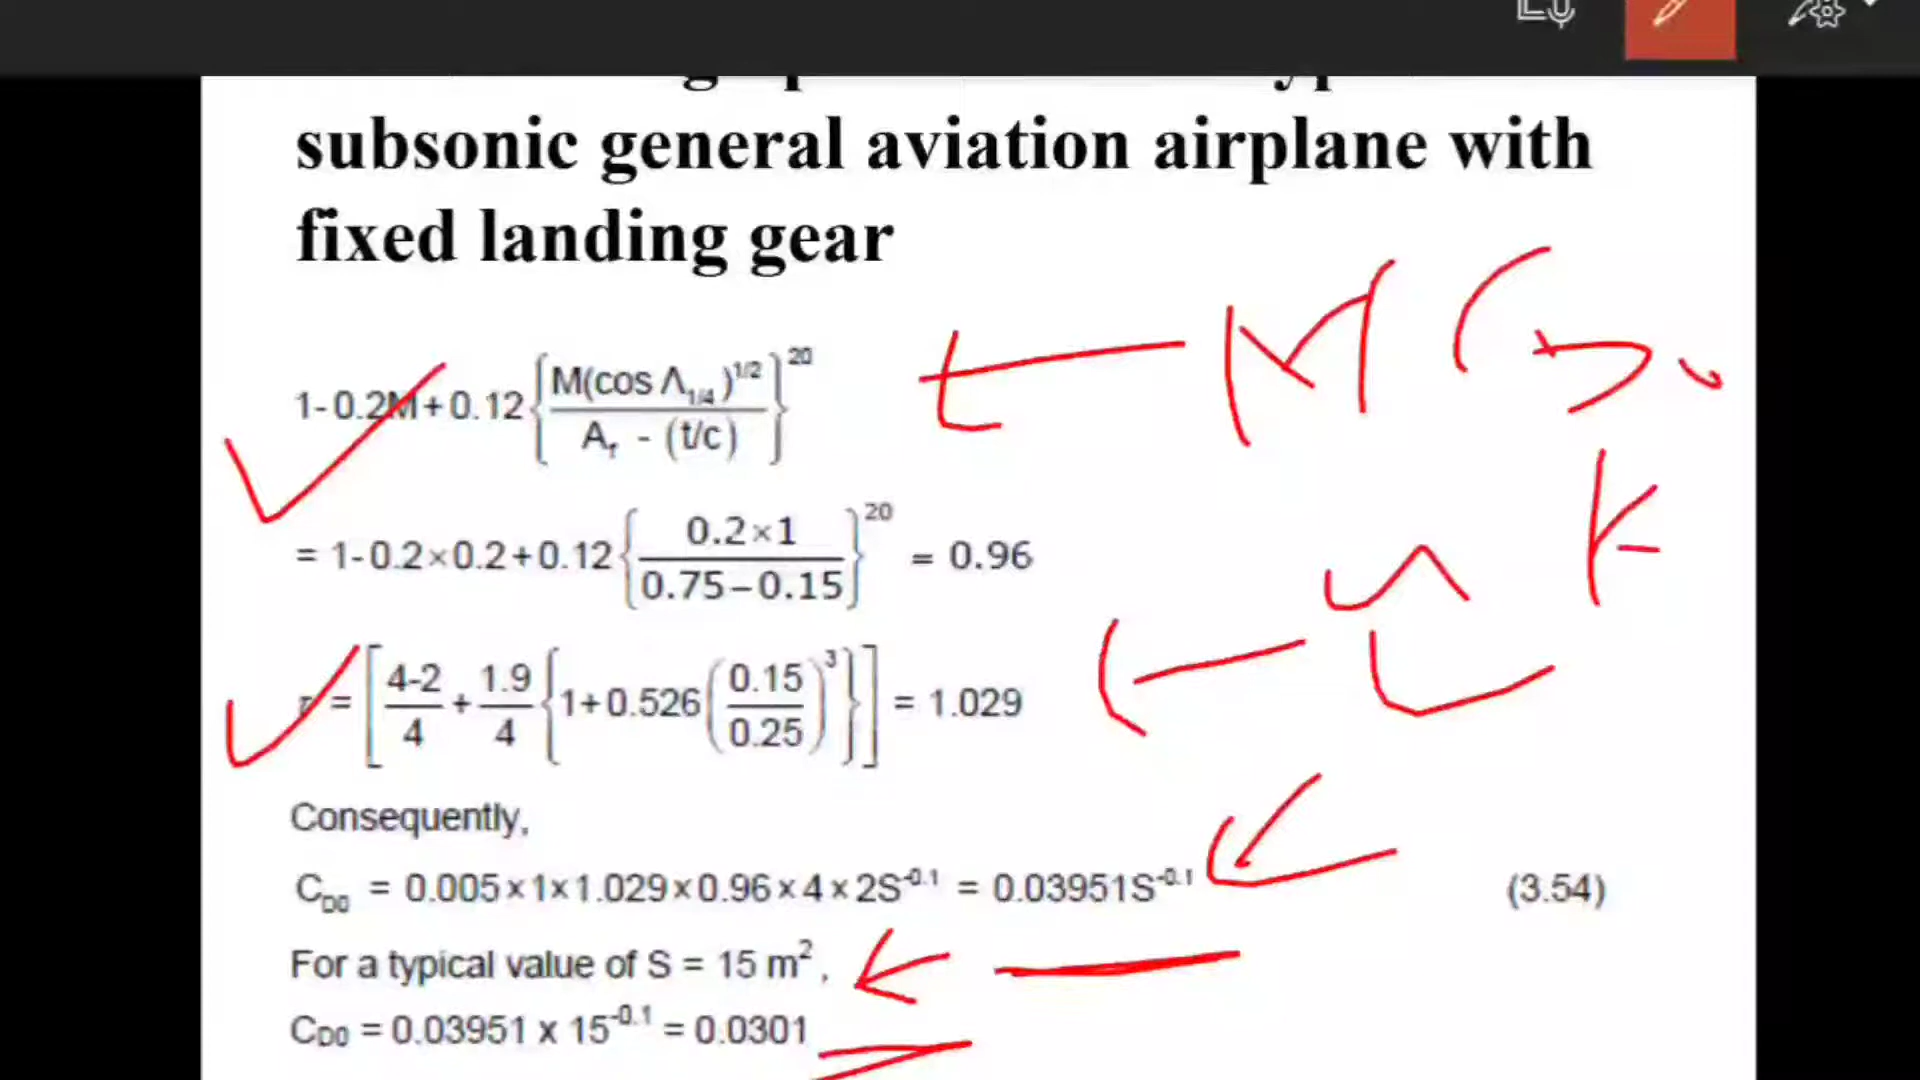 subsonic general aviation airplane with
fixed landing gear
1-0.2M+0.12{M(cos Λ1/4)^1/2 / Af - (t/c)}^20
= 1-0.2×0.2+0.12{0.2×1 / 0.75-0.15}^20 = 0.96
= [4-2/4 + 1.9/4 {1+0.526(0.15/0.25)^3}] = 1.029
Consequently,
CD0 = 0.005×1×1.029×0.96×4×2S^-0.1 = 0.03951S^-0.1 (3.54)
For a typical value of S = 15 m²,
CD0 = 0.03951 x 15^-0.1 = 0.0301